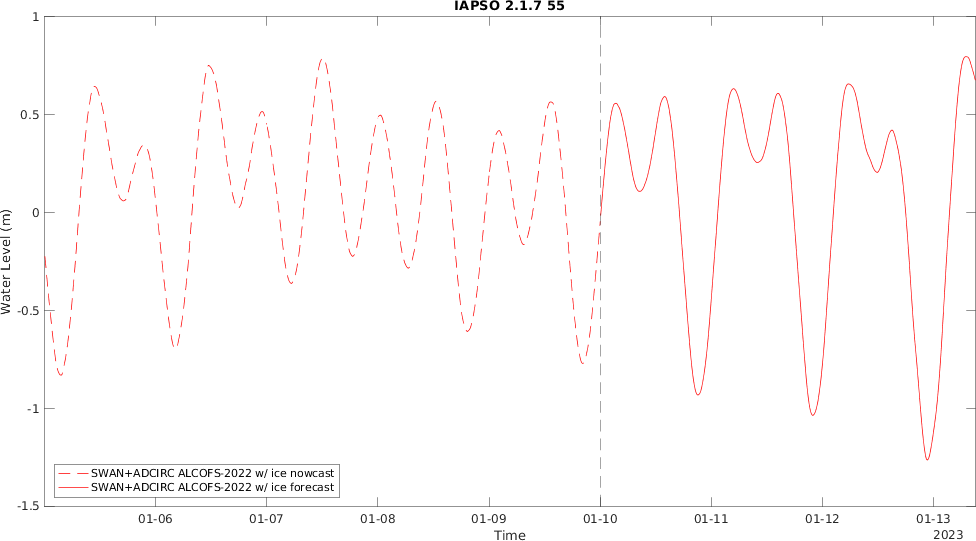 IAPSO 2.1.7 55
1
0.5
0
-0.5
-1
-1.5
Water Level (m)
SWAN+ADCIRC ALCOFS-2022 w/ ice nowcast
SWAN+ADCIRC ALCOFS-2022 w/ ice forecast
01-06 01-07 01-08 01-09 01-10 01-11 01-12 01-13
Time
2023